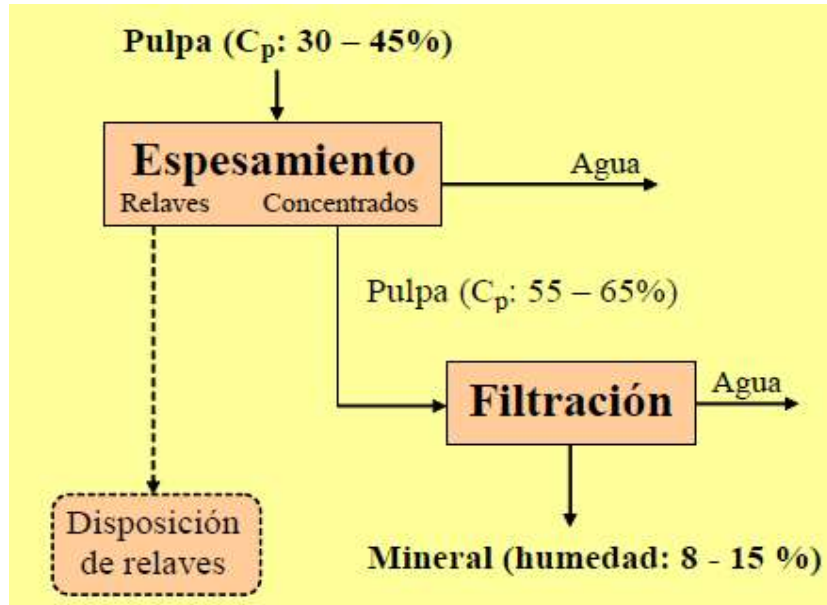 Pulpa (Cp: 30 – 45%)
Espesamiento
Relaves Concentrados
Agua
Pulpa (Cp: 55 – 65%)
Filtración
Agua
Disposición
de relaves
Mineral (humedad: 8 - 15 %)